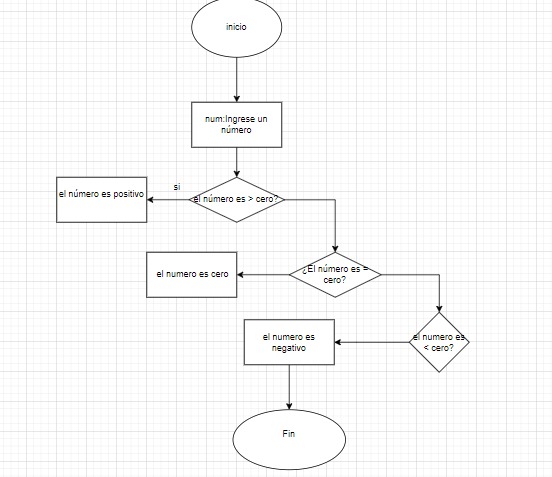 inicio
num:Ingrese un
número
si
el número es positivo
el número es > cero?
¿El número es =
cero?
el numero es cero
el numero es
negativo
el numero es
< cero?
Fin